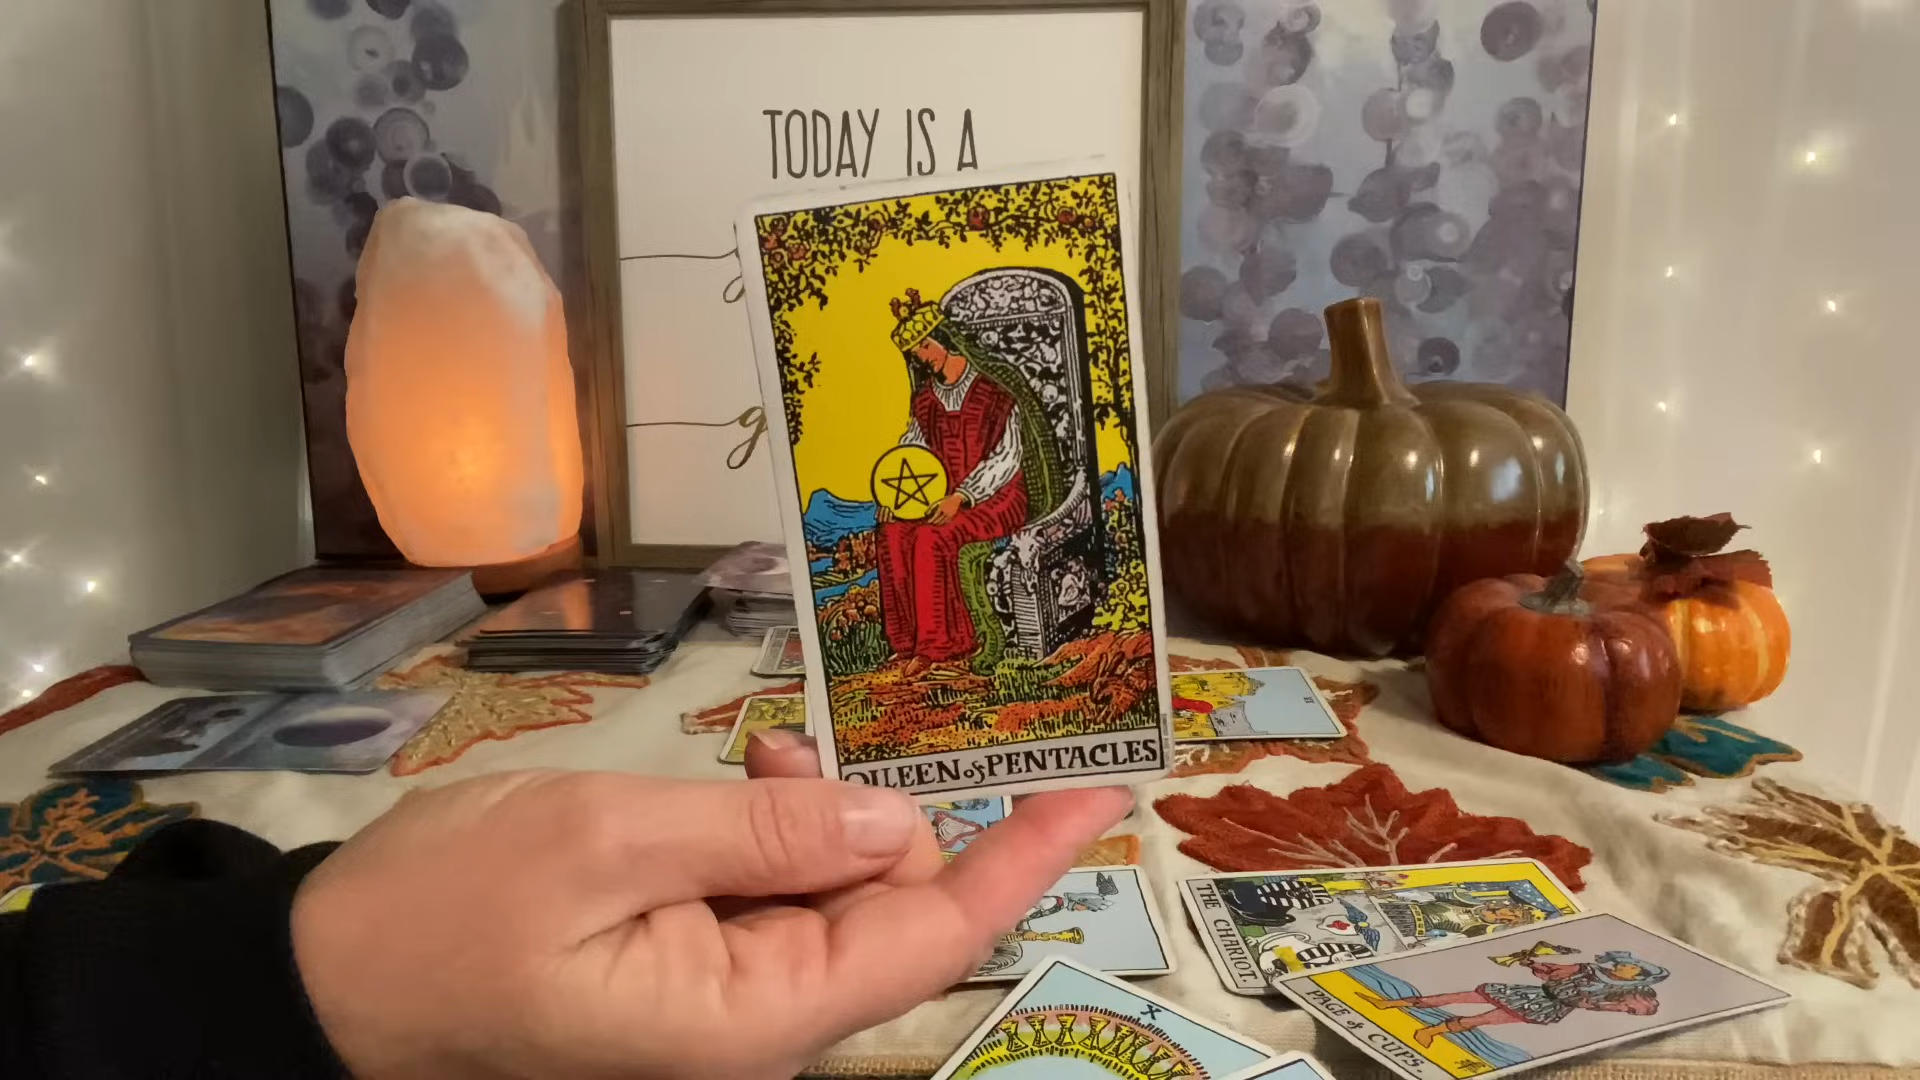 TODAY IS A
g
g
QUEEN of PENTACLES
THE CHARIOT.
PAGE of CUPS.
X